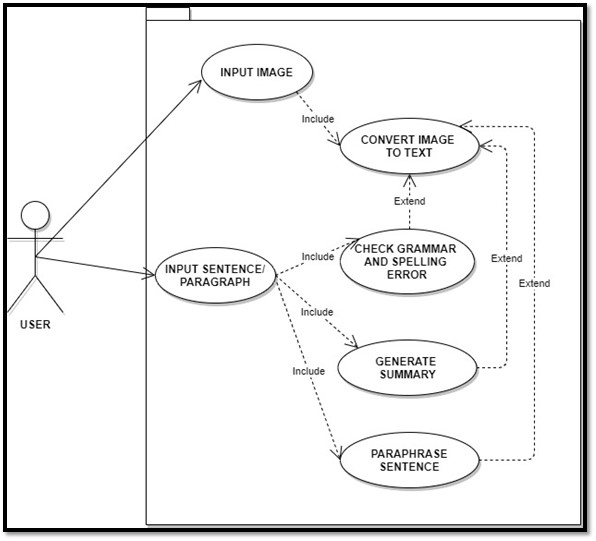 INPUT IMAGE
Include
CONVERT IMAGE
TO TEXT
Extend
CHECK GRAMMAR
AND SPELLING
ERROR
Include
INPUT SENTENCE/
PARAGRAPH
Extend
Extend
USER
Include
GENERATE
SUMMARY
Include
PARAPHRASE
SENTENCE